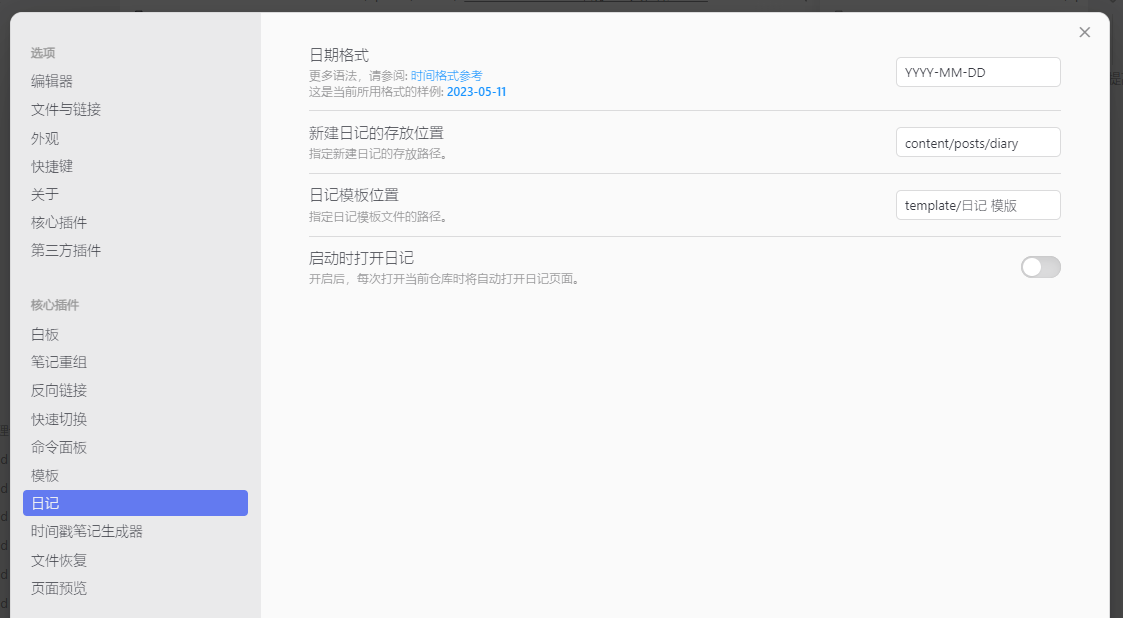 选项
编辑器
文件与链接
外观
快捷键
关于
核心插件
第三方插件
核心插件
白板
笔记重组
反向链接
快速切换
命令面板
模板
日记
时间戳笔记生成器
文件恢复
页面预览
日期格式
更多语法，请参阅: 时间格式参考
这是当前所用格式的样例: 2023-05-11
YYYY-MM-DD
新建日记的存放位置
指定新建日记的存放路径。
content/posts/diary
日记模板位置
指定日记模板文件的路径。
template/日记 模版
启动时打开日记
开启后，每次打开当前仓库时将自动打开日记页面。